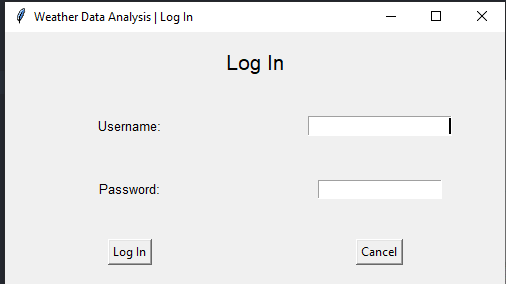 Weather Data Analysis | Log In
Log In
Username:
Password:
Log In
Cancel